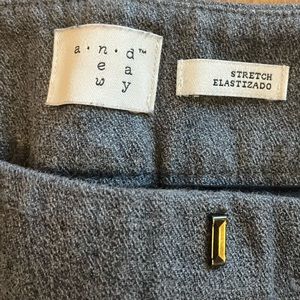 a · n · d™
e a
w y
STRETCH
ELASTIZADO